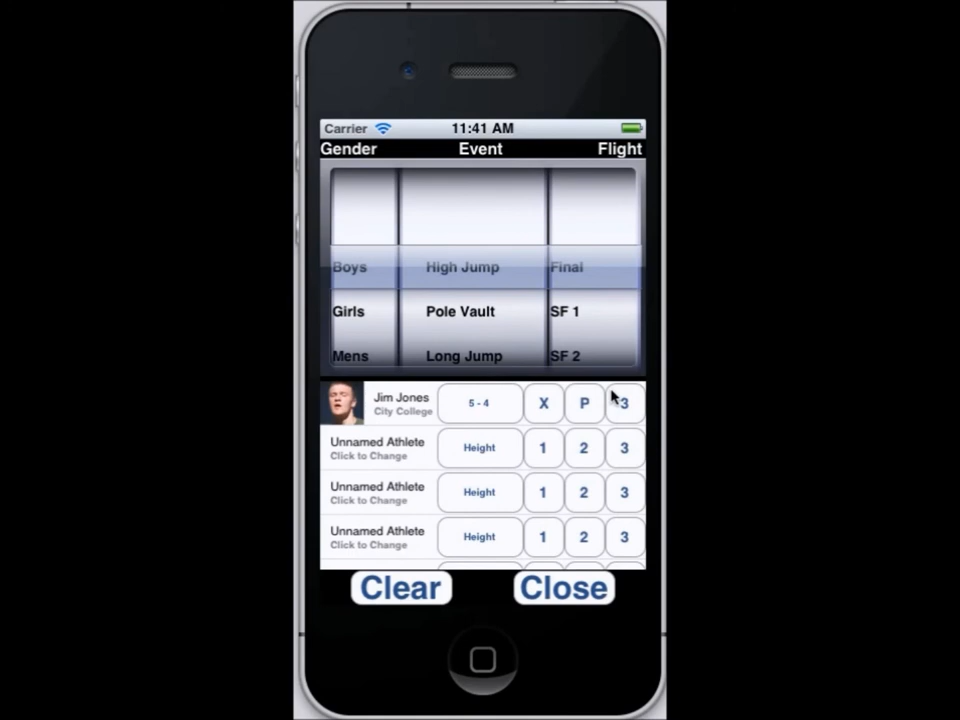 Carrier 11:41 AM
Gender Event Flight
Boys High Jump Final
Girls Pole Vault SF 1
Mens Long Jump SF 2
Jim Jones 5 - 4 X P 3
City College
Unnamed Athlete Height 1 2 3
Click to Change
Unnamed Athlete Height 1 2 3
Click to Change
Unnamed Athlete Height 1 2 3
Click to Change
Clear Close